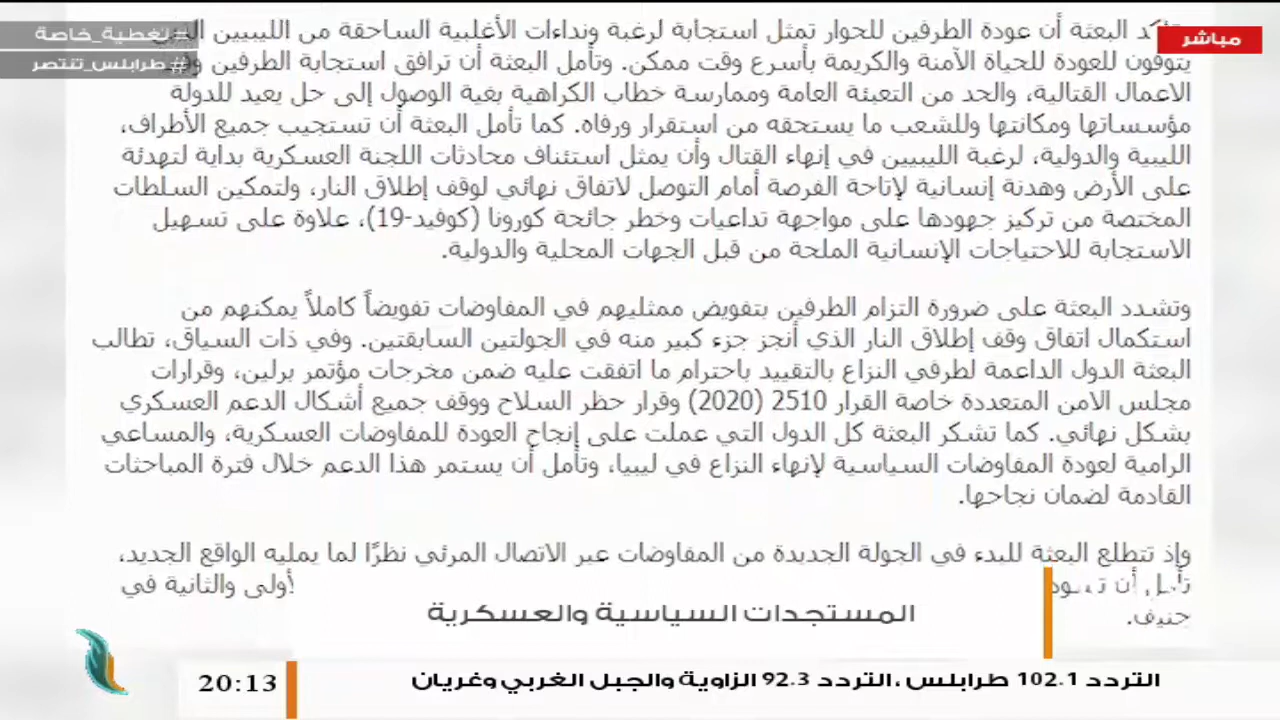 البعثة أن عودة الطرفين للحوار تمثل استجابة لرغبة ونداءات الأغلبية الساحقة من الليبيين
مباشر
#تغطية_خاصة
يتوقون للعودة للحياة الآمنة والكريمة بأسرع وقت ممكن. وتأمل البعثة أن ترافق استجابة الطرفين
#طرابلس_تنتصر
الاعمال القتالية، والحد من التعبئة العامة وممارسة خطاب الكراهية بغية الوصول إلى حل يعيد للدولة
مؤسساتها ومكانتها وللشعب ما يستحقه من استقرار ورفاه. كما تأمل البعثة أن تستجيب جميع الأطراف،
الليبية والدولية، لرغبة الليبيين في إنهاء القتال وأن يمثل استئناف محادثات اللجنة العسكرية بداية لتهدئة
على الأرض وهدنة إنسانية لإتاحة الفرصة أمام التوصل لاتفاق نهائي لوقف إطلاق النار، ولتمكين السلطات
المختصة من تركيز جهودها على مواجهة تداعيات وخطر جائحة كورونا (كوفيد-19)، علاوة على تسهيل
الاستجابة للاحتياجات الإنسانية الملحة من قبل الجهات المحلية والدولية.
وتشدد البعثة على ضرورة التزام الطرفين بتفويض ممثليهم في المفاوضات تفويضاً كاملاً يمكنهم من
استكمال اتفاق وقف إطلاق النار الذي أنجز جزء كبير منه في الجولتين السابقتين. وفي ذات السياق، تطالب
البعثة الدول الداعمة لطرفي النزاع بالتقييد باحترام ما اتفقت عليه ضمن مخرجات مؤتمر برلين، وقرارات
مجلس الامن المتعددة خاصة القرار 2510 (2020) وقرار حظر السلاح ووقف جميع أشكال الدعم العسكري
بشكل نهائي. كما تشكر البعثة كل الدول التي عملت على إنجاح العودة للمفاوضات العسكرية، والمساعي
الرامية لعودة المفاوضات السياسية لإنهاء النزاع في ليبيا، وتأمل أن يستمر هذا الدعم خلال فترة المباحثات
القادمة لضمان نجاحها.
وإذ تتطلع البعثة للبدء في الجولة الجديدة من المفاوضات عبر الاتصال المرئي نظرًا لما يمليه الواقع الجديد،
تأمل أن والثانية في
جنيف.
المستجدات السياسية والعسكرية
التردد 102.1 طرابلس ، التردد 92.3 الزاوية والجبل الغربي وغريان
20:13